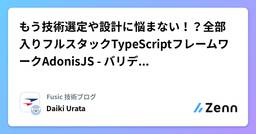 もう技術選定や設計に悩まない！？全部
入りフルスタックTypeScriptフレームワ
ークAdonisJS - バリデ...
Fusic 技術ブログ
Daiki Urata
Zenn